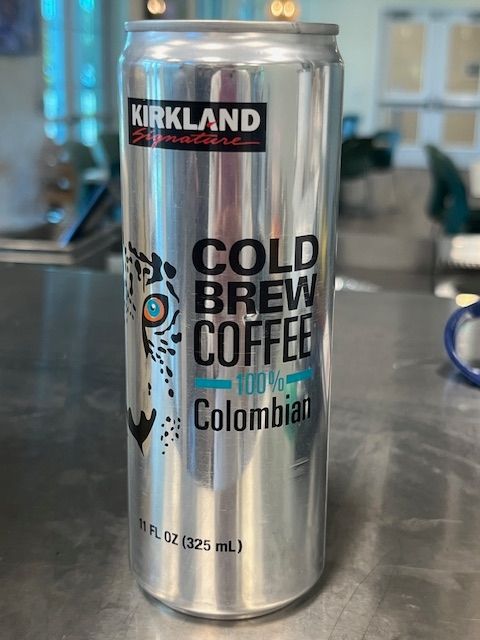 KIRKLAND
Signature
COLD
BREW
COFFEE
100%
Colombian
11 FL OZ (325 mL)